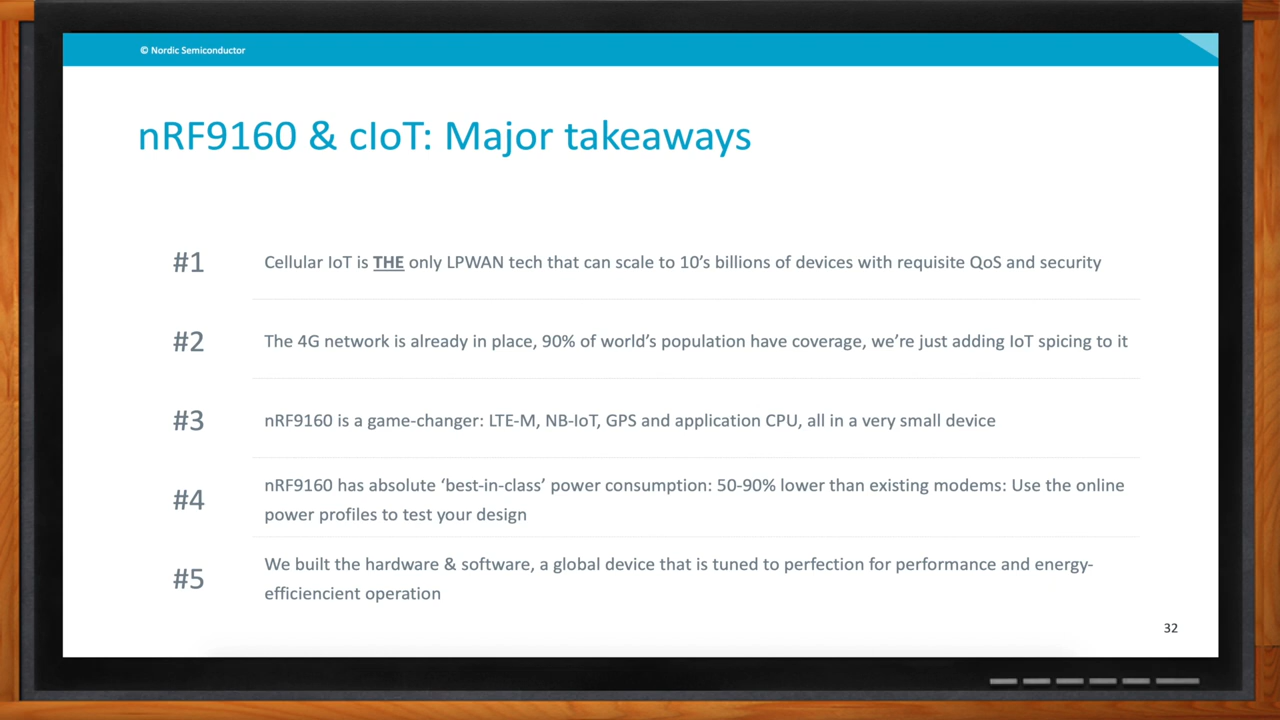 © Nordic Semiconductor
nRF9160 & cIoT: Major takeaways
#1
Cellular IoT is THE only LPWAN tech that can scale to 10’s billions of devices with requisite QoS and security
#2
The 4G network is already in place, 90% of world’s population have coverage, we’re just adding IoT spicing to it
#3
nRF9160 is a game-changer: LTE-M, NB-IoT, GPS and application CPU, all in a very small device
#4
nRF9160 has absolute ‘best-in-class’ power consumption: 50-90% lower than existing modems: Use the online
power profiles to test your design
#5
We built the hardware & software, a global device that is tuned to perfection for performance and energy-
efficiencient operation
32